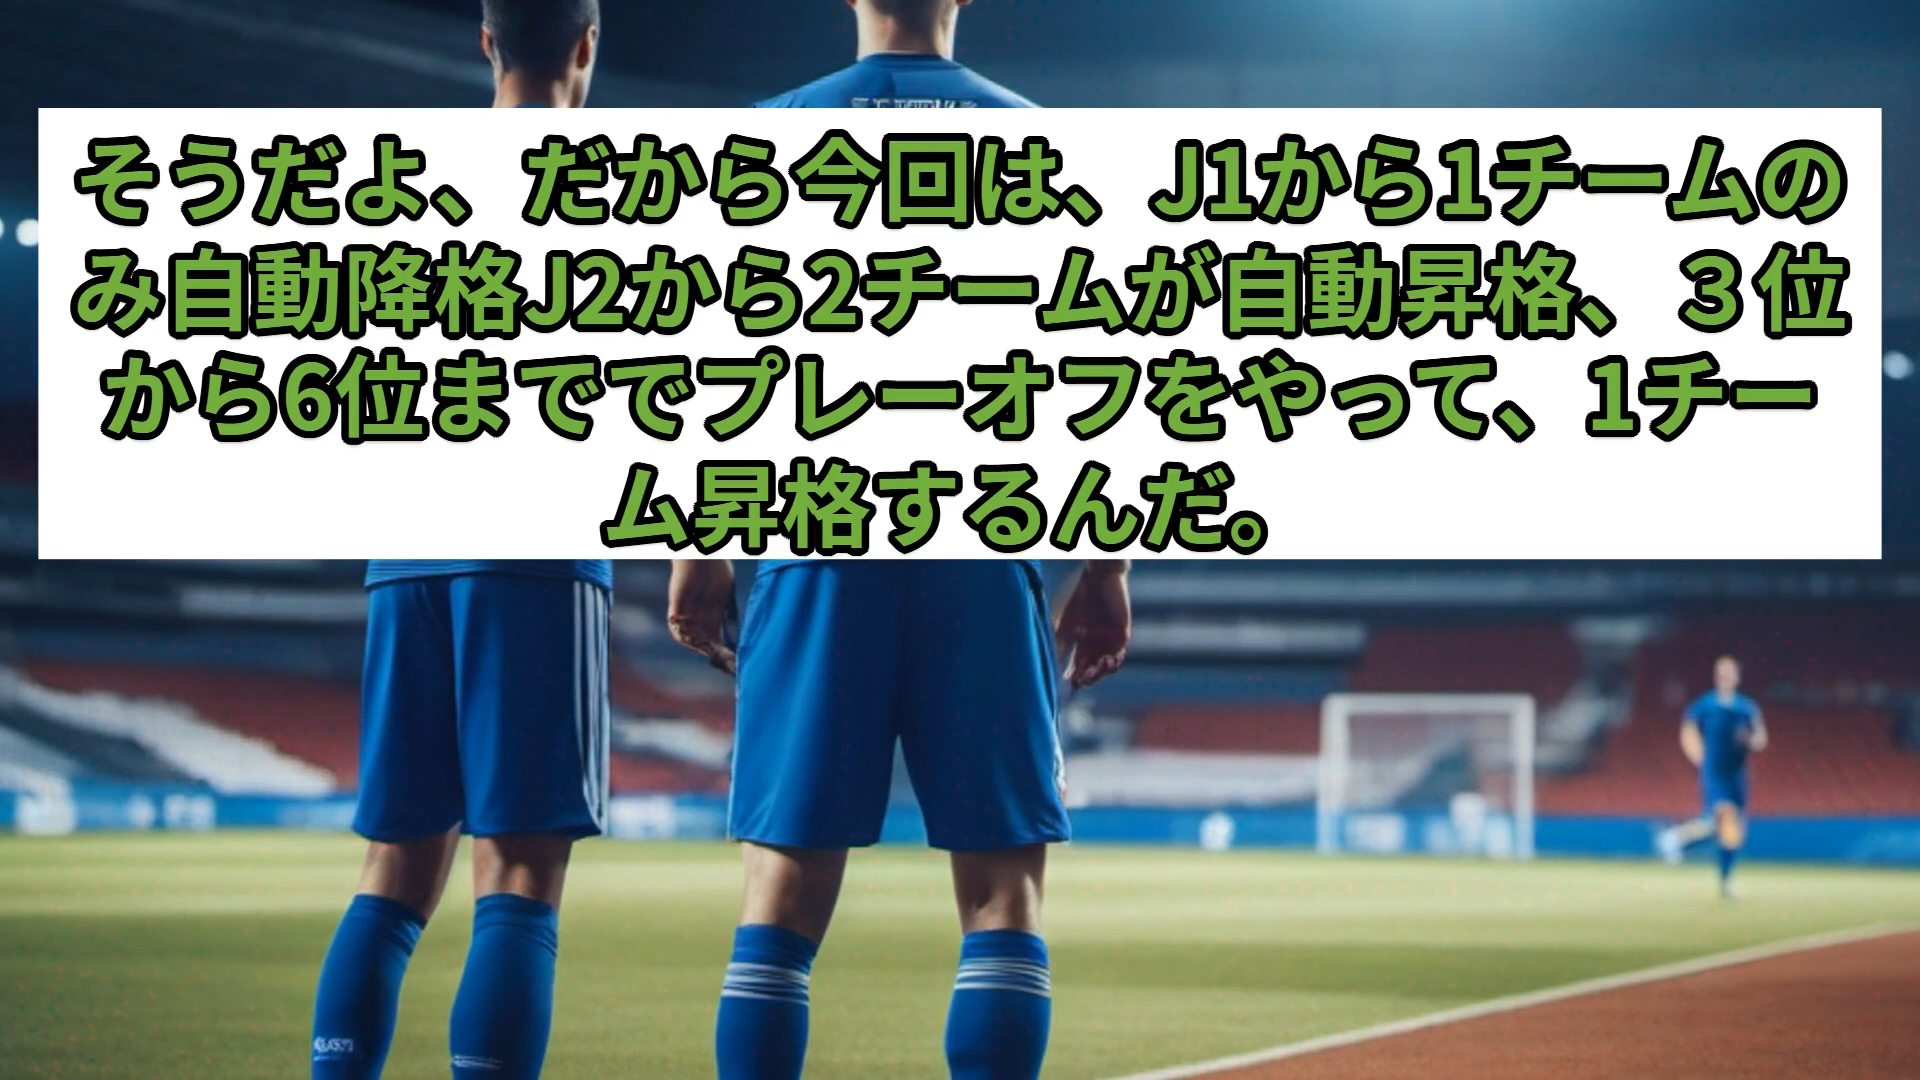 そうだよ、だから今回は、J1から1チームの
み自動降格J2から2チームが自動昇格、３位
から6位まででプレーオフをやって、1チー
ム昇格するんだ。